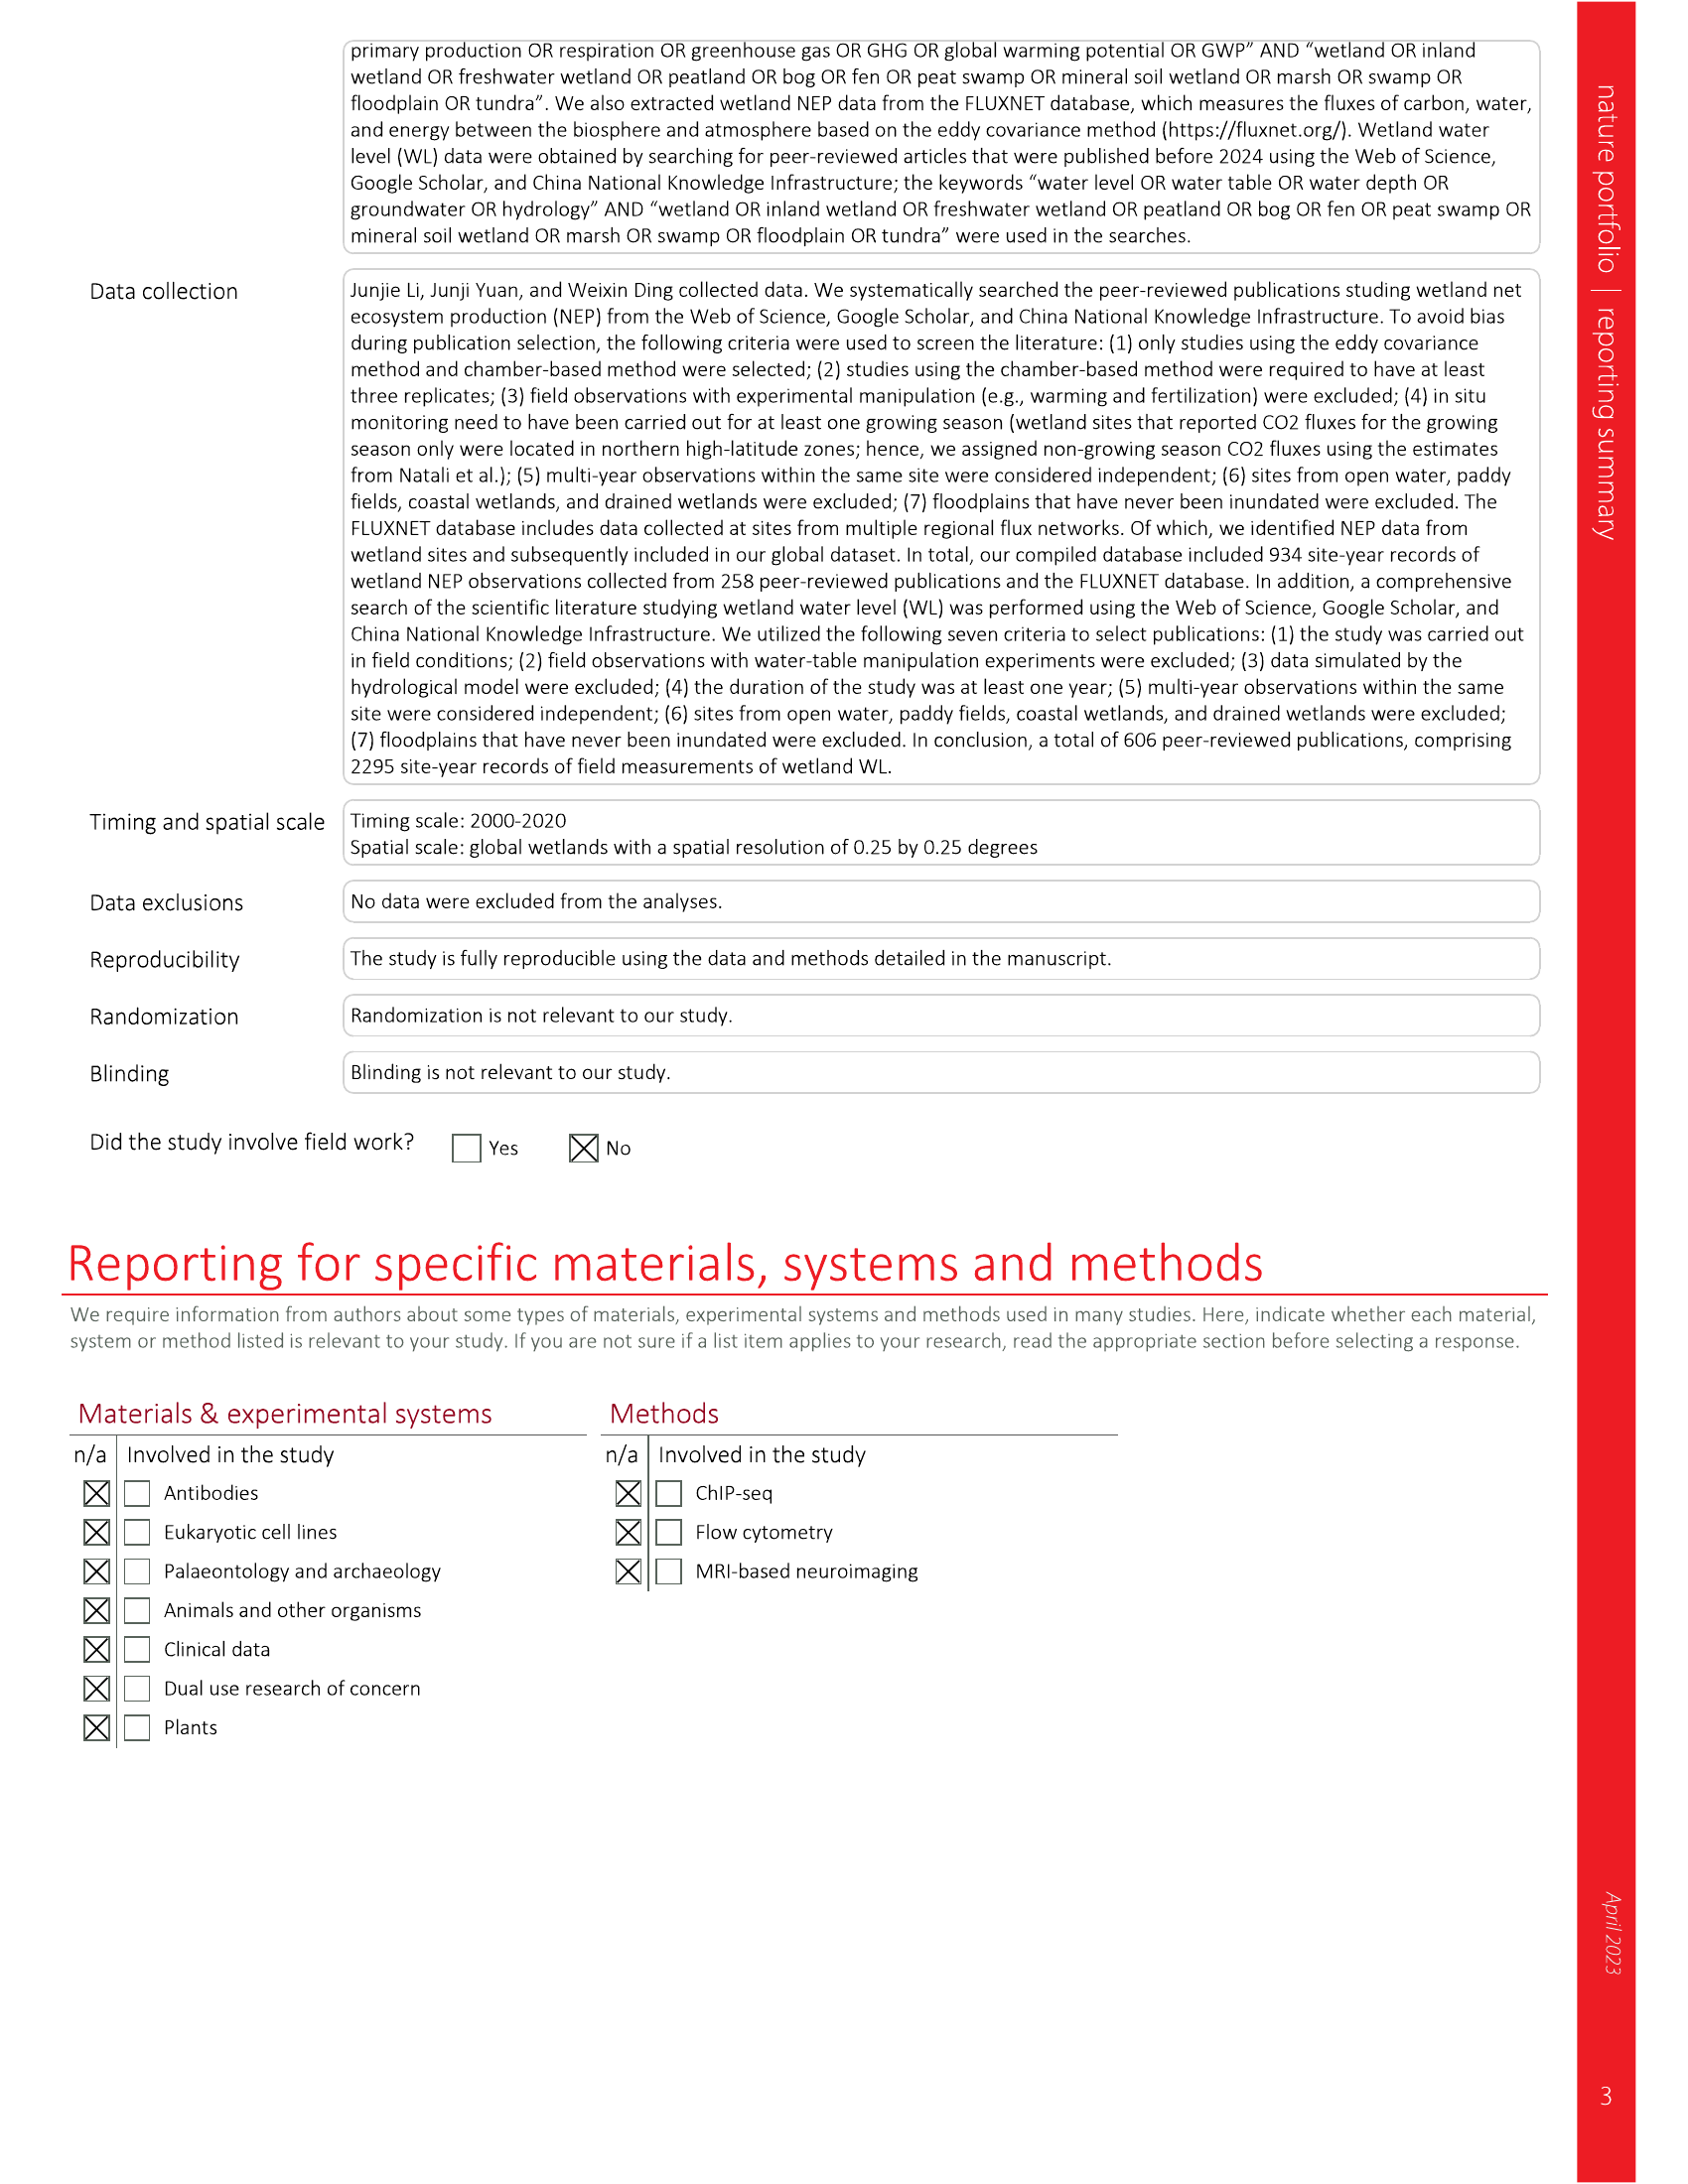 primary production OR respiration OR greenhouse gas OR GHG OR global warming potential OR GWP” AND “wetland OR inland
wetland OR freshwater wetland OR peatland OR bog OR fen OR peat swamp OR mineral soil wetland OR marsh OR swamp OR
floodplain OR tundra”. We also extracted wetland NEP data from the FLUXNET database, which measures the fluxes of carbon, water,
and energy between the biosphere and atmosphere based on the eddy covariance method (https://fluxnet.org/). Wetland water
level (WL) data were obtained by searching for peer-reviewed articles that were published before 2024 using the Web of Science,
Google Scholar, and China National Knowledge Infrastructure; the keywords “water level OR water table OR water depth OR
groundwater OR hydrology” AND “wetland OR inland wetland OR freshwater wetland OR peatland OR bog OR fen OR peat swamp OR
mineral soil wetland OR marsh OR swamp OR floodplain OR tundra” were used in the searches.
Data collection
Junjie Li, Junji Yuan, and Weixin Ding collected data. We systematically searched the peer-reviewed publications studing wetland net
ecosystem production (NEP) from the Web of Science, Google Scholar, and China National Knowledge Infrastructure. To avoid bias
during publication selection, the following criteria were used to screen the literature: (1) only studies using the eddy covariance
method and chamber-based method were selected; (2) studies using the chamber-based method were required to have at least
three replicates; (3) field observations with experimental manipulation (e.g., warming and fertilization) were excluded; (4) in situ
monitoring need to have been carried out for at least one growing season (wetland sites that reported CO2 fluxes for the growing
season only were located in northern high-latitude zones; hence, we assigned non-growing season CO2 fluxes using the estimates
from Natali et al.); (5) multi-year observations within the same site were considered independent; (6) sites from open water, paddy
fields, coastal wetlands, and drained wetlands were excluded; (7) floodplains that have never been inundated were excluded. The
FLUXNET database includes data collected at sites from multiple regional flux networks. Of which, we identified NEP data from
wetland sites and subsequently included in our global dataset. In total, our compiled database included 934 site-year records of
wetland NEP observations collected from 258 peer-reviewed publications and the FLUXNET database. In addition, a comprehensive
search of the scientific literature studying wetland water level (WL) was performed using the Web of Science, Google Scholar, and
China National Knowledge Infrastructure. We utilized the following seven criteria to select publications: (1) the study was carried out
in field conditions; (2) field observations with water-table manipulation experiments were excluded; (3) data simulated by the
hydrological model were excluded; (4) the duration of the study was at least one year; (5) multi-year observations within the same
site were considered independent; (6) sites from open water, paddy fields, coastal wetlands, and drained wetlands were excluded;
(7) floodplains that have never been inundated were excluded. In conclusion, a total of 606 peer-reviewed publications, comprising
2295 site-year records of field measurements of wetland WL.
Timing and spatial scale
Timing scale: 2000-2020
Spatial scale: global wetlands with a spatial resolution of 0.25 by 0.25 degrees
Data exclusions
No data were excluded from the analyses.
Reproducibility
The study is fully reproducible using the data and methods detailed in the manuscript.
Randomization
Randomization is not relevant to our study.
Blinding
Blinding is not relevant to our study.
Did the study involve field work? Yes No
Reporting for specific materials, systems and methods
We require information from authors about some types of materials, experimental systems and methods used in many studies. Here, indicate whether each material,
system or method listed is relevant to your study. If you are not sure if a list item applies to your research, read the appropriate section before selecting a response.
Materials & experimental systems
n/a Involved in the study
Antibodies
Eukaryotic cell lines
Palaeontology and archaeology
Animals and other organisms
Clinical data
Dual use research of concern
Plants
Methods
n/a Involved in the study
ChIP-seq
Flow cytometry
MRI-based neuroimaging
nature portfolio | reporting summary
April 2023
3